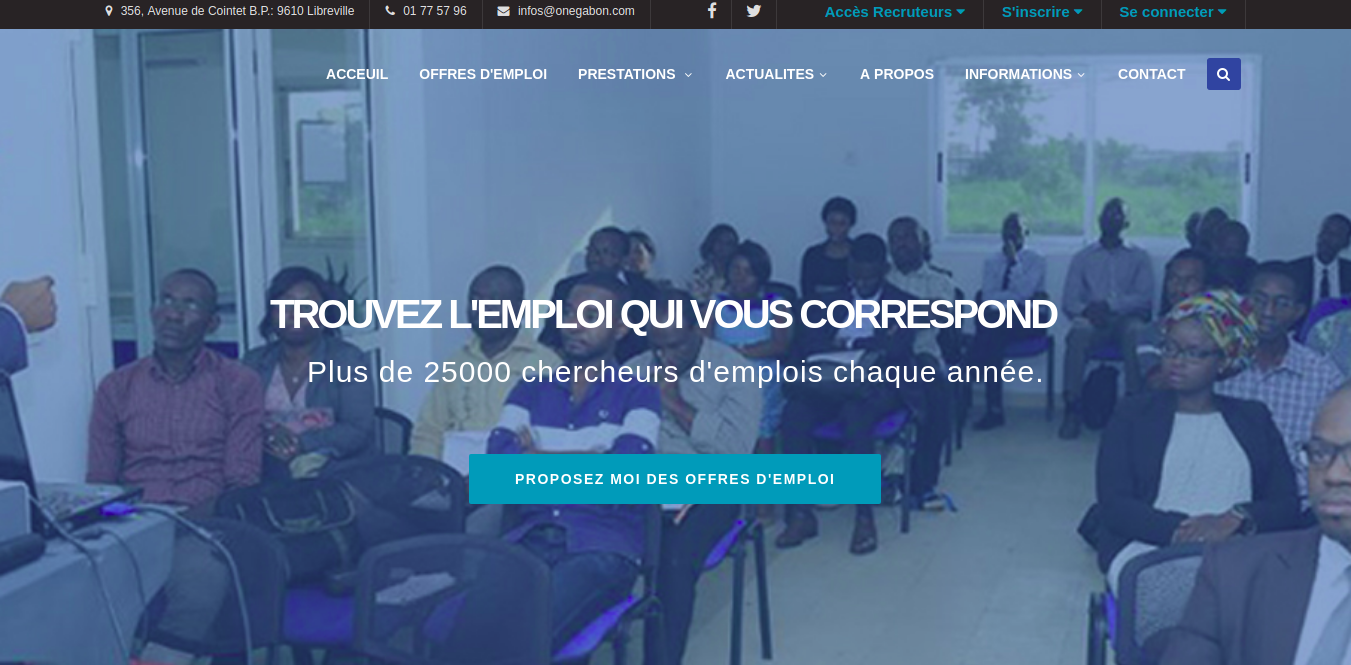 356, Avenue de Cointet B.P.: 9610 Libreville 01 77 57 96 infos@onegabon.com Accès Recruteurs S'inscrire Se connecter
ACCEUIL OFFRES D'EMPLOI PRESTATIONS ACTUALITES A PROPOS INFORMATIONS CONTACT
TROUVEZ L'EMPLOI QUI VOUS CORRESPOND
Plus de 25000 chercheurs d'emplois chaque année.
PROPOSEZ MOI DES OFFRES D'EMPLOI